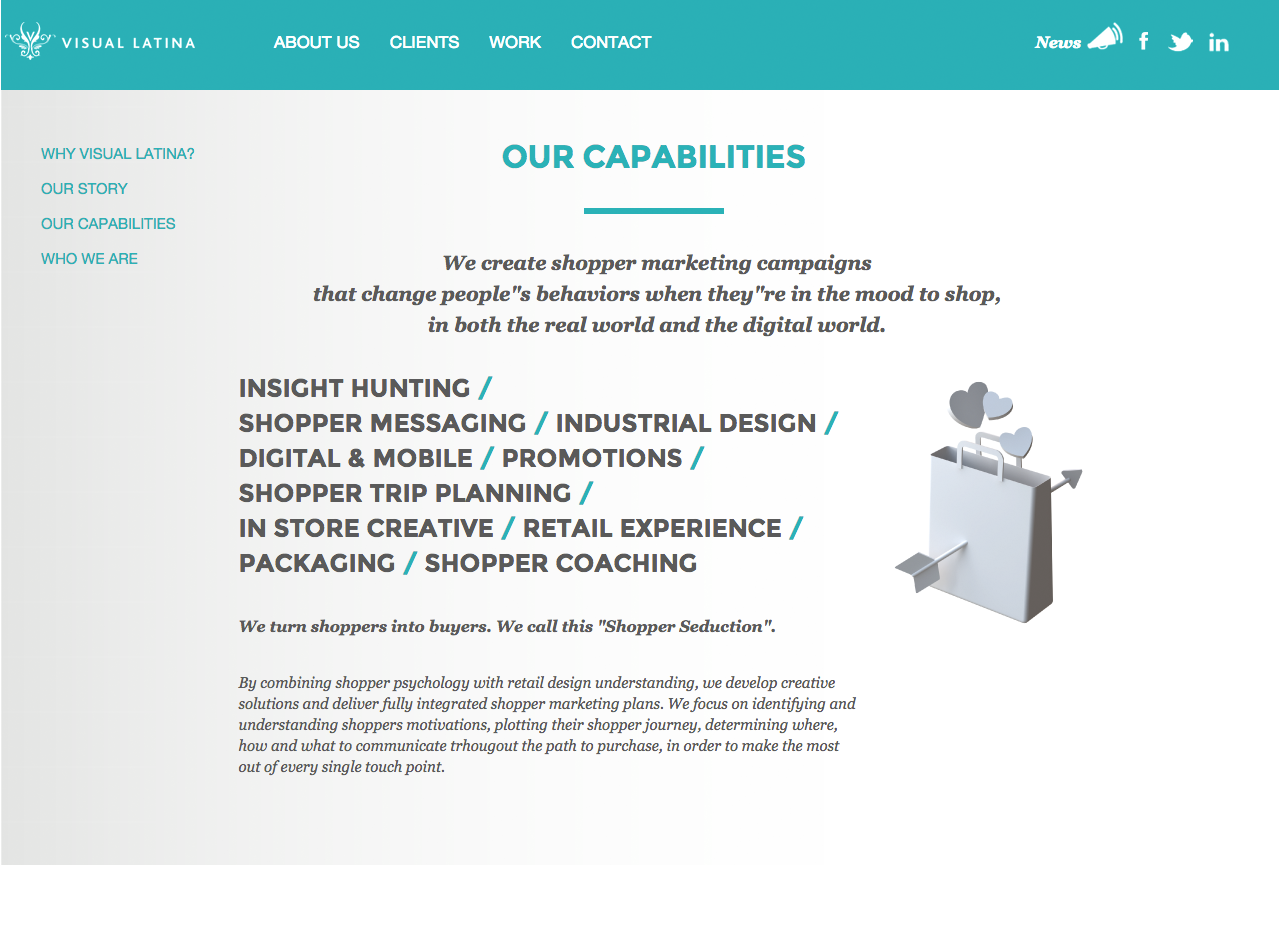 VISUAL LATINA
ABOUT US CLIENTS WORK CONTACT
News
WHY VISUAL LATINA?
OUR STORY
OUR CAPABILITIES
WHO WE ARE
OUR CAPABILITIES
We create shopper marketing campaigns
that change people"s behaviors when they"re in the mood to shop,
in both the real world and the digital world.
INSIGHT HUNTING /
SHOPPER MESSAGING / INDUSTRIAL DESIGN /
DIGITAL & MOBILE / PROMOTIONS /
SHOPPER TRIP PLANNING /
IN STORE CREATIVE / RETAIL EXPERIENCE /
PACKAGING / SHOPPER COACHING
We turn shoppers into buyers. We call this "Shopper Seduction".
By combining shopper psychology with retail design understanding, we develop creative
solutions and deliver fully integrated shopper marketing plans. We focus on identifying and
understanding shoppers motivations, plotting their shopper journey, determining where,
how and what to communicate trhougout the path to purchase, in order to make the most
out of every single touch point.